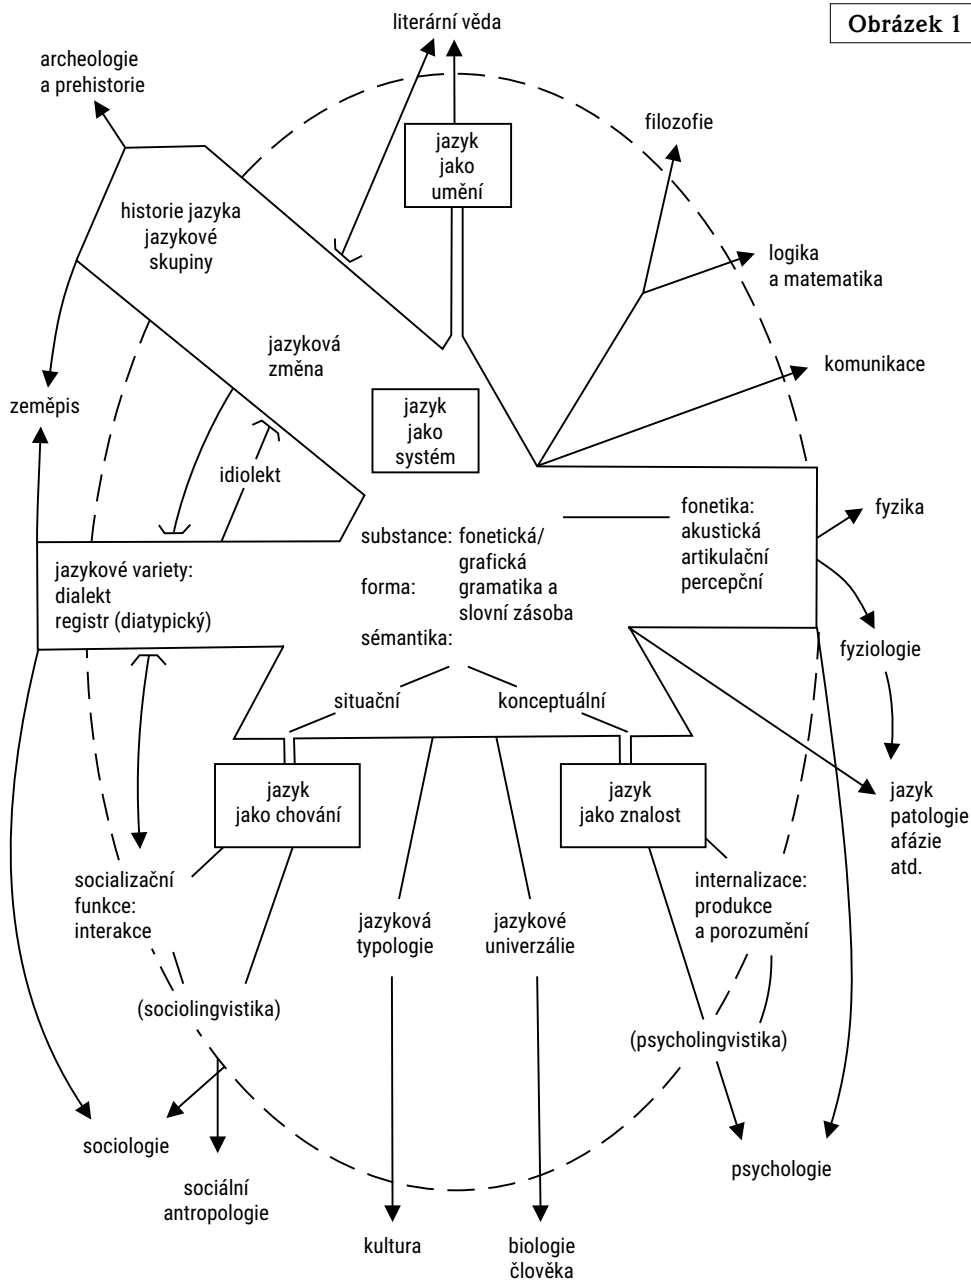 Obrázek 1
literární věda
archeologie
a prehistorie
filozofie
jazyk
jako
umění
historie jazyka
jazykové
skupiny
logika
a matematika
jazyková
změna
komunikace
zeměpis
jazyk
jako
systém
idiolekt
fonetika:
akustická
artikulační
percepční
fyzika
substance: fonetická/
grafická
forma: gramatika a
slovní zásoba
sémantika:
jazykové variety:
dialekt
registr (diatypický)
fyziologie
situační
konceptuální
jazyk
jako chování
jazyk
jako znalost
jazyk
patologie
afázie
atd.
socializační
funkce:
interakce
internalizace:
produkce
a porozumění
jazyková
typologie
jazykové
univerzálie
(sociolingvistika)
(psycholingvistika)
sociologie
psychologie
sociální
antropologie
kultura
biologie
člověka